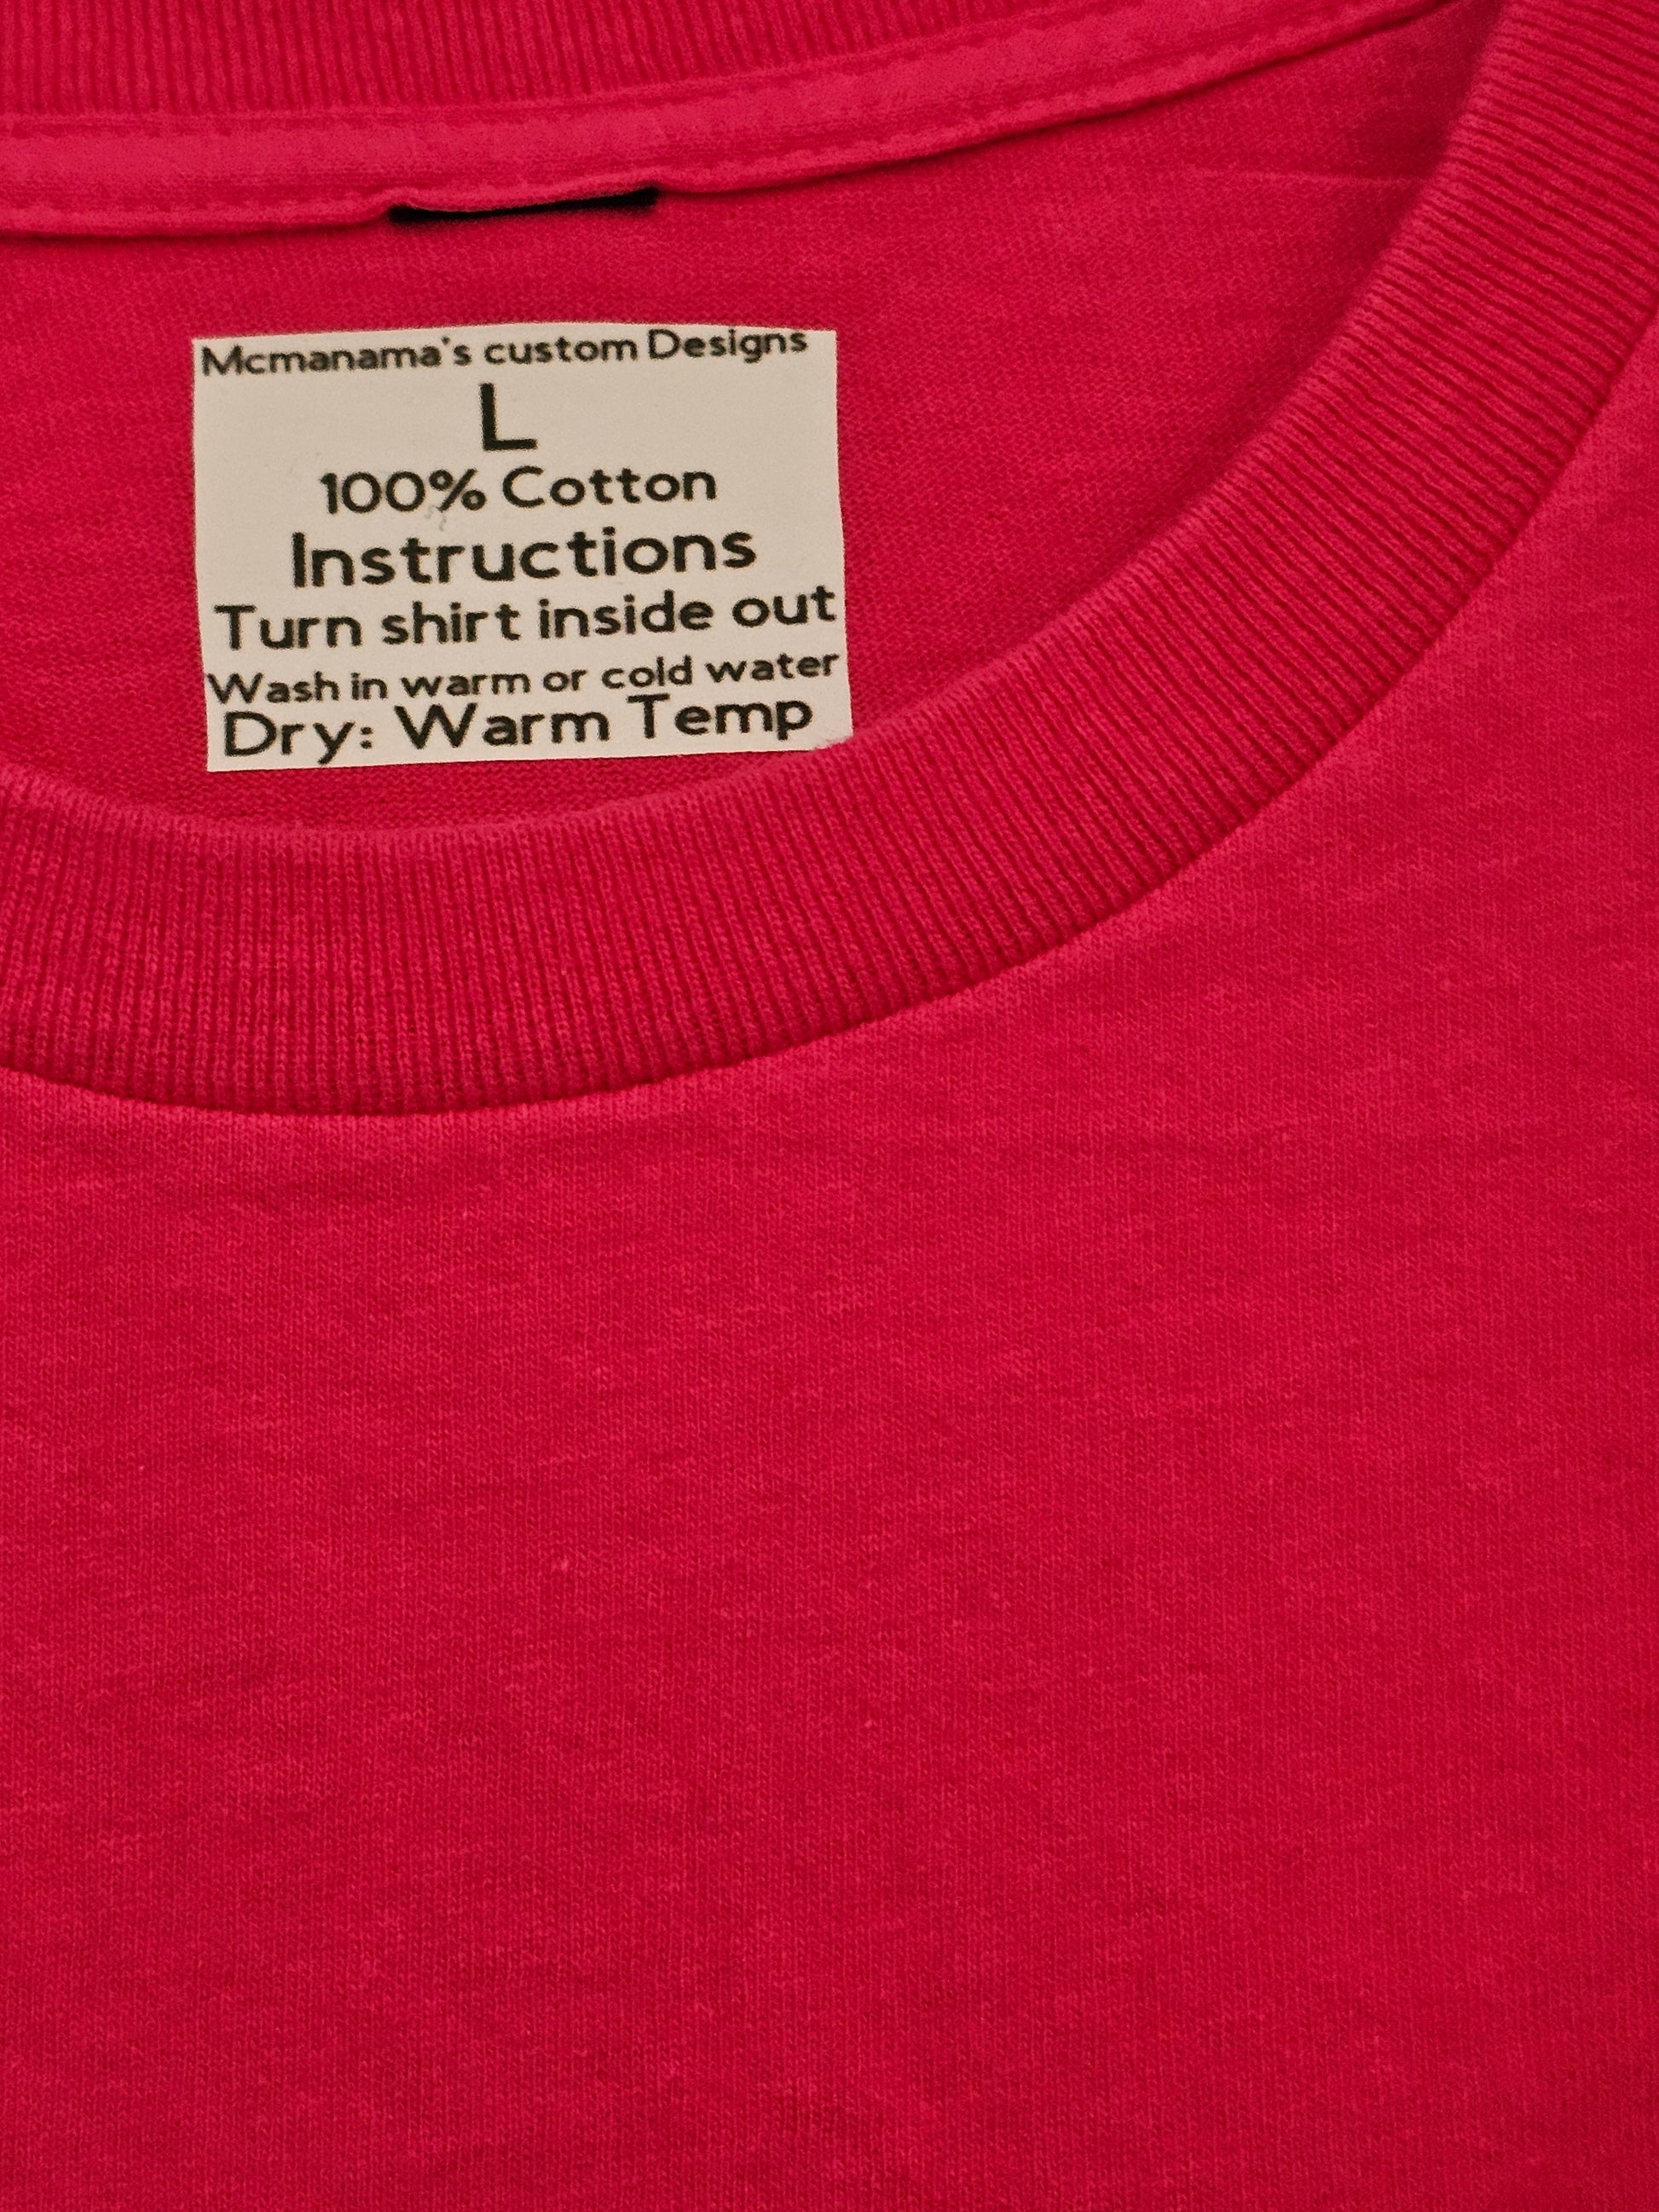 Mcmanama's custom Designs
L
100% Cotton
Instructions
Turn shirt inside out
Wash in warm or cold water
Dry: Warm Temp